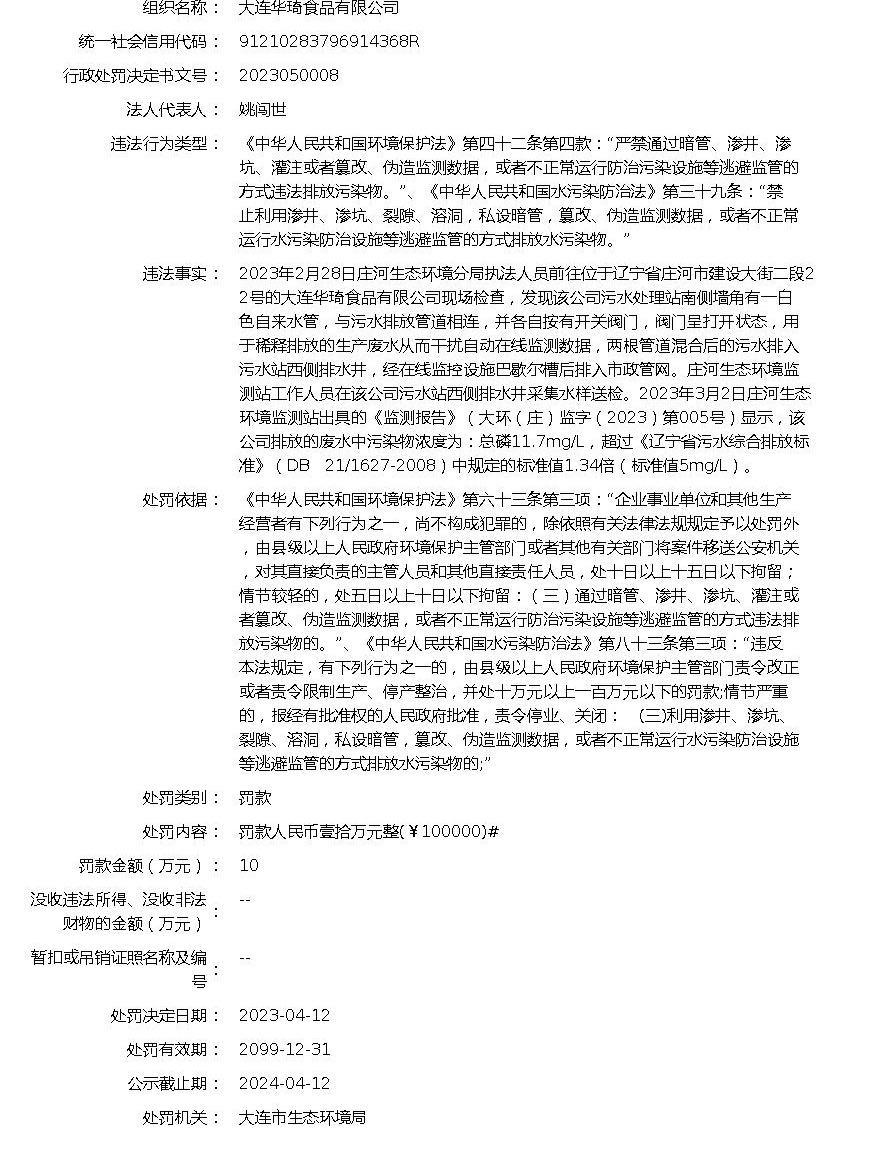 组织名称： 大连华琦食品有限公司
统一社会信用代码： 91210283796914368R
行政处罚决定书文号： 2023050008
法人代表人： 姚闯世
违法行为类型： 《中华人民共和国环境保护法》第四十二条第四款：“严禁通过暗管、渗井、渗
坑、灌注或者篡改、伪造监测数据，或者不正常运行防治污染设施等逃避监管的
方式违法排放污染物。”、《中华人民共和国水污染防治法》第三十九条：“禁
止利用渗井、渗坑、裂隙、溶洞，私设暗管，篡改、伪造监测数据，或者不正常
运行水污染防治设施等逃避监管的方式排放水污染物。”
违法事实： 2023年2月28日庄河生态环境分局执法人员前往位于辽宁省庄河市建设大街二段2
2号的大连华琦食品有限公司现场检查，发现该公司污水处理站南侧墙角有一白
色自来水管，与污水排放管道相连，并各自按有开关阀门，阀门呈打开状态，用
于稀释排放的生产废水从而干扰自动在线监测数据，两根管道混合后的污水排入
污水站西侧排水井，经在线监控设施巴歇尔槽后排入市政管网。庄河生态环境监
测站工作人员在该公司污水站西侧排水井采集水样送检。2023年3月2日庄河生态
环境监测站出具的《监测报告》（大环（庄）监字（2023）第005号）显示，该
公司排放的废水中污染物浓度为：总磷11.7mg/L，超过《辽宁省污水综合排放标
准》（DB 21/1627-2008）中规定的标准值1.34倍（标准值5mg/L）。
处罚依据： 《中华人民共和国环境保护法》第六十三条第三项：“企业事业单位和其他生产
经营者有下列行为之一，尚不构成犯罪的，除依照有关法律法规规定予以处罚外
，由县级以上人民政府环境保护主管部门或者其他有关部门将案件移送公安机关
，对其直接负责的主管人员和其他直接责任人员，处十日以上十五日以下拘留；
情节较轻的，处五日以上十日以下拘留：（三）通过暗管、渗井、渗坑、灌注或
者篡改、伪造监测数据，或者不正常运行防治污染设施等逃避监管的方式违法排
放污染物的。”、《中华人民共和国水污染防治法》第八十三条第三项：“违反
本法规定，有下列行为之一的，由县级以上人民政府环境保护主管部门责令改正
或者责令限制生产、停产整治，并处十万元以上一百万元以下的罚款;情节严重
的，报经有批准权的人民政府批准，责令停业、关闭： (三)利用渗井、渗坑、
裂隙、溶洞，私设暗管，篡改、伪造监测数据，或者不正常运行水污染防治设施
等逃避监管的方式排放水污染物的;”
处罚类别： 罚款
处罚内容： 罚款人民币壹拾万元整(￥100000)#
罚款金额（万元）： 10
没收违法所得、没收非法
财物的金额（万元）： --
暂扣或吊销证照名称及编
号： --
处罚决定日期： 2023-04-12
处罚有效期： 2099-12-31
公示截止期： 2024-04-12
处罚机关： 大连市生态环境局